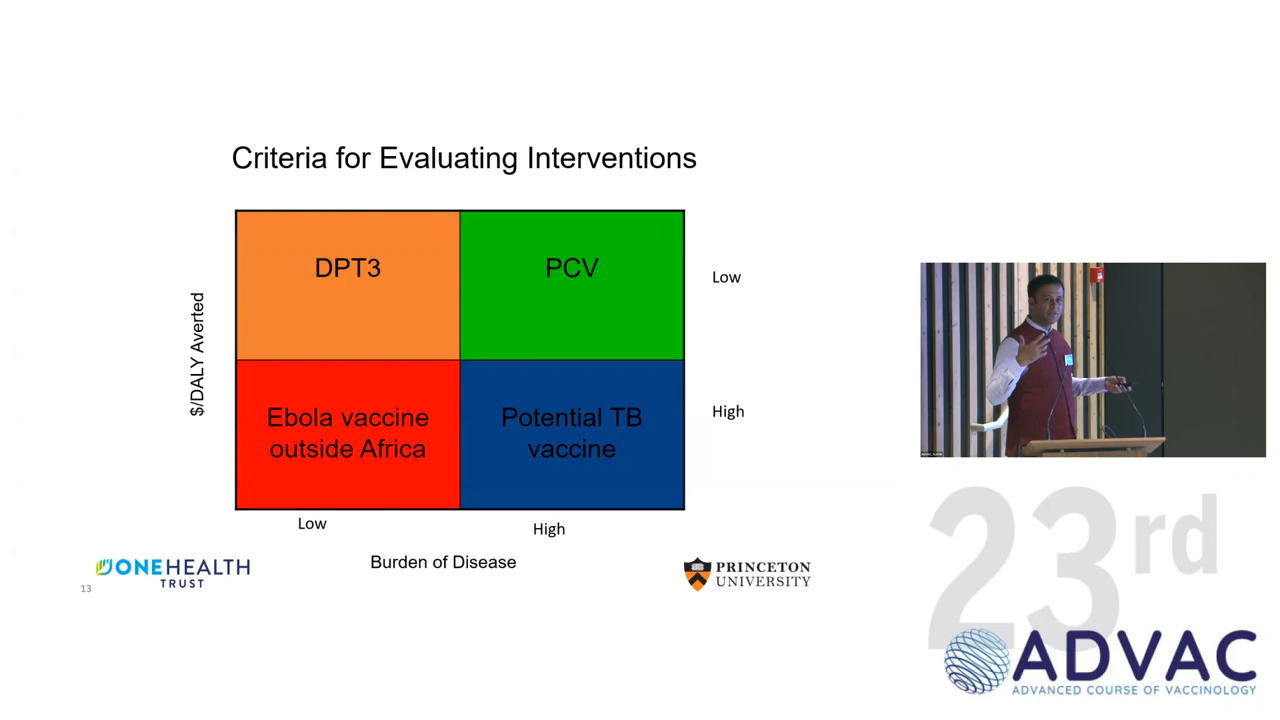 Criteria for Evaluating Interventions
DPT3
PCV
Low
$/DALY Averted
Ebola vaccine
outside Africa
Potential TB
vaccine
High
Low
High
Burden of Disease
ONEHEALTH
TRUST
13
PRINCETON
UNIVERSITY
23rd
ADVAC
ADVANCED COURSE OF VACCINOLOGY